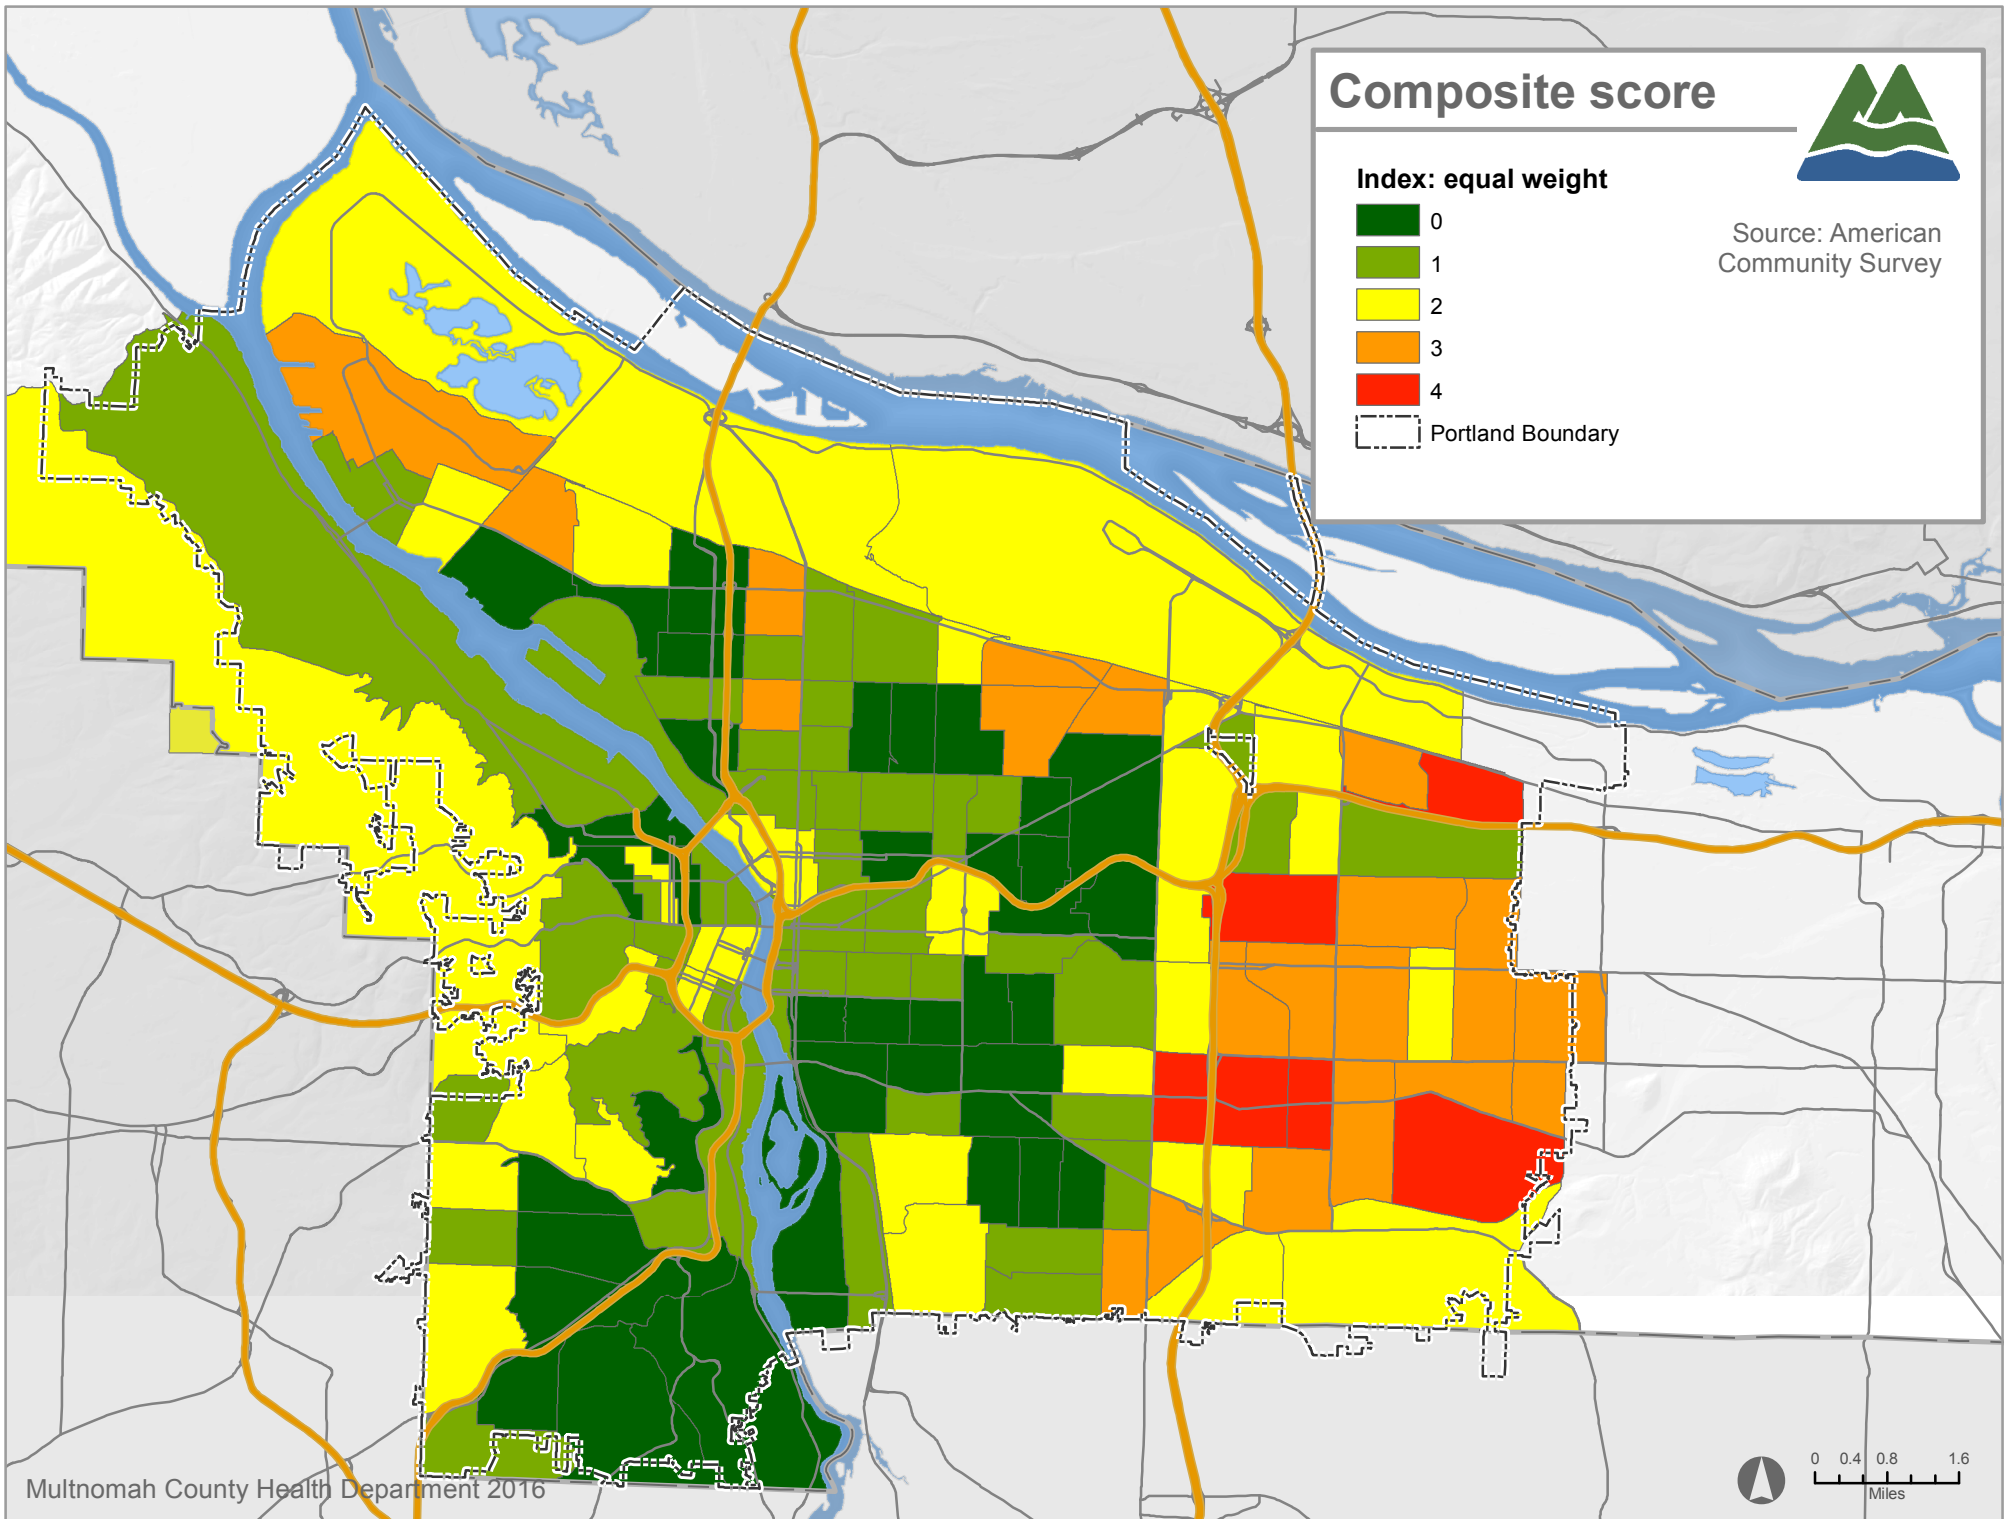 Composite score
Index: equal weight
0
1
2
3
4
Portland Boundary
Source: American
Community Survey
Multnomah County Health Department 2016
0 0.4 0.8 1.6
Miles